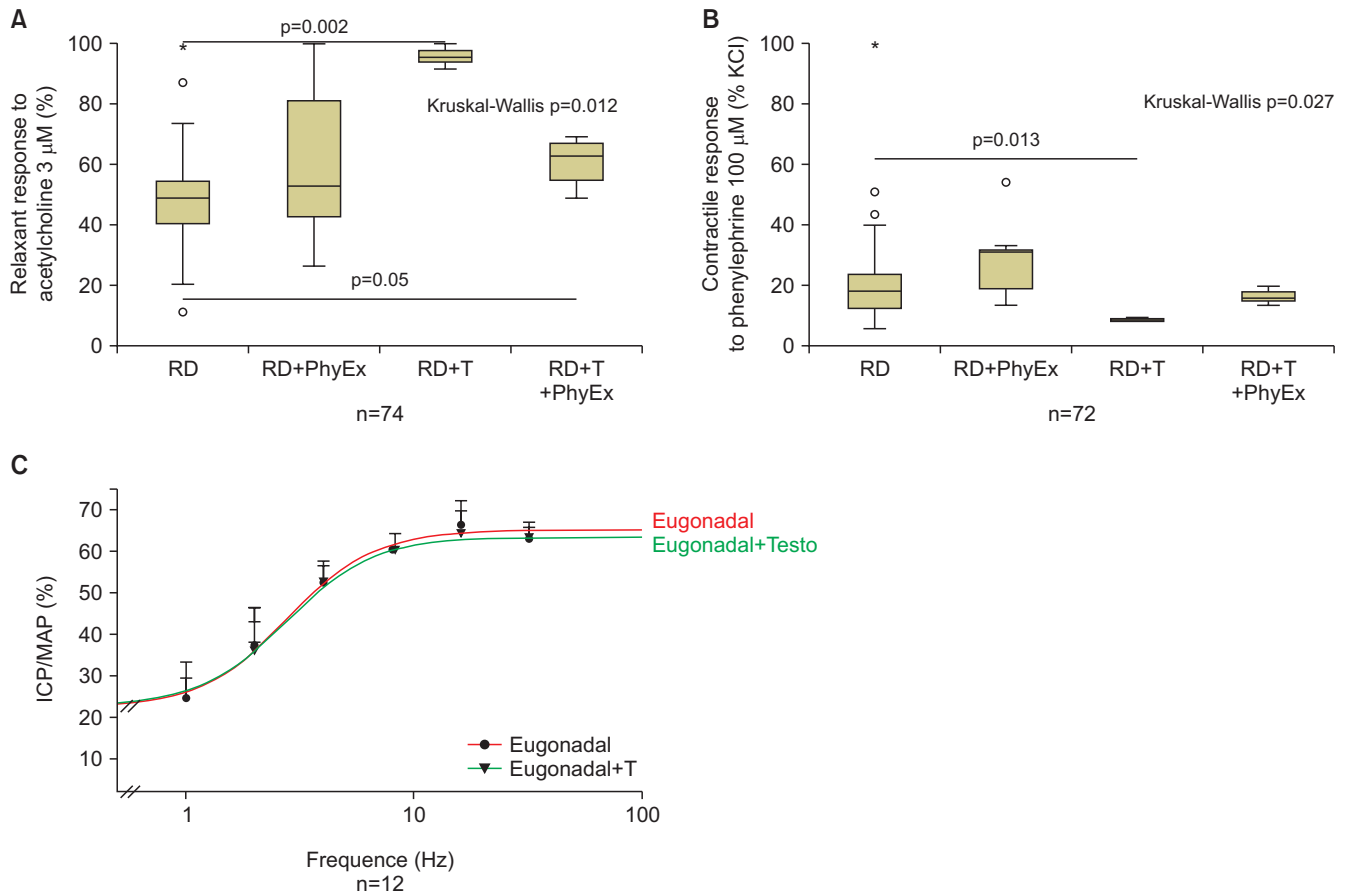 A
Relaxant response to
acetylcholine 3 μM (%)
100
80
60
40
20
0
*
p=0.002
Kruskal-Wallis p=0.012
p=0.05
RD
RD+PhyEx
RD+T
RD+T
+PhyEx
n=74
B
Contractile response
to phenylephrine 100 μM (% KCl)
100
80
60
40
20
0
*
Kruskal-Wallis p=0.027
p=0.013
RD
RD+PhyEx
RD+T
RD+T
+PhyEx
n=72
C
ICP/MAP (%)
70
60
50
40
30
20
10
Eugonadal
Eugonadal+Testo
Eugonadal
Eugonadal+T
1
10
100
Frequence (Hz)
n=12